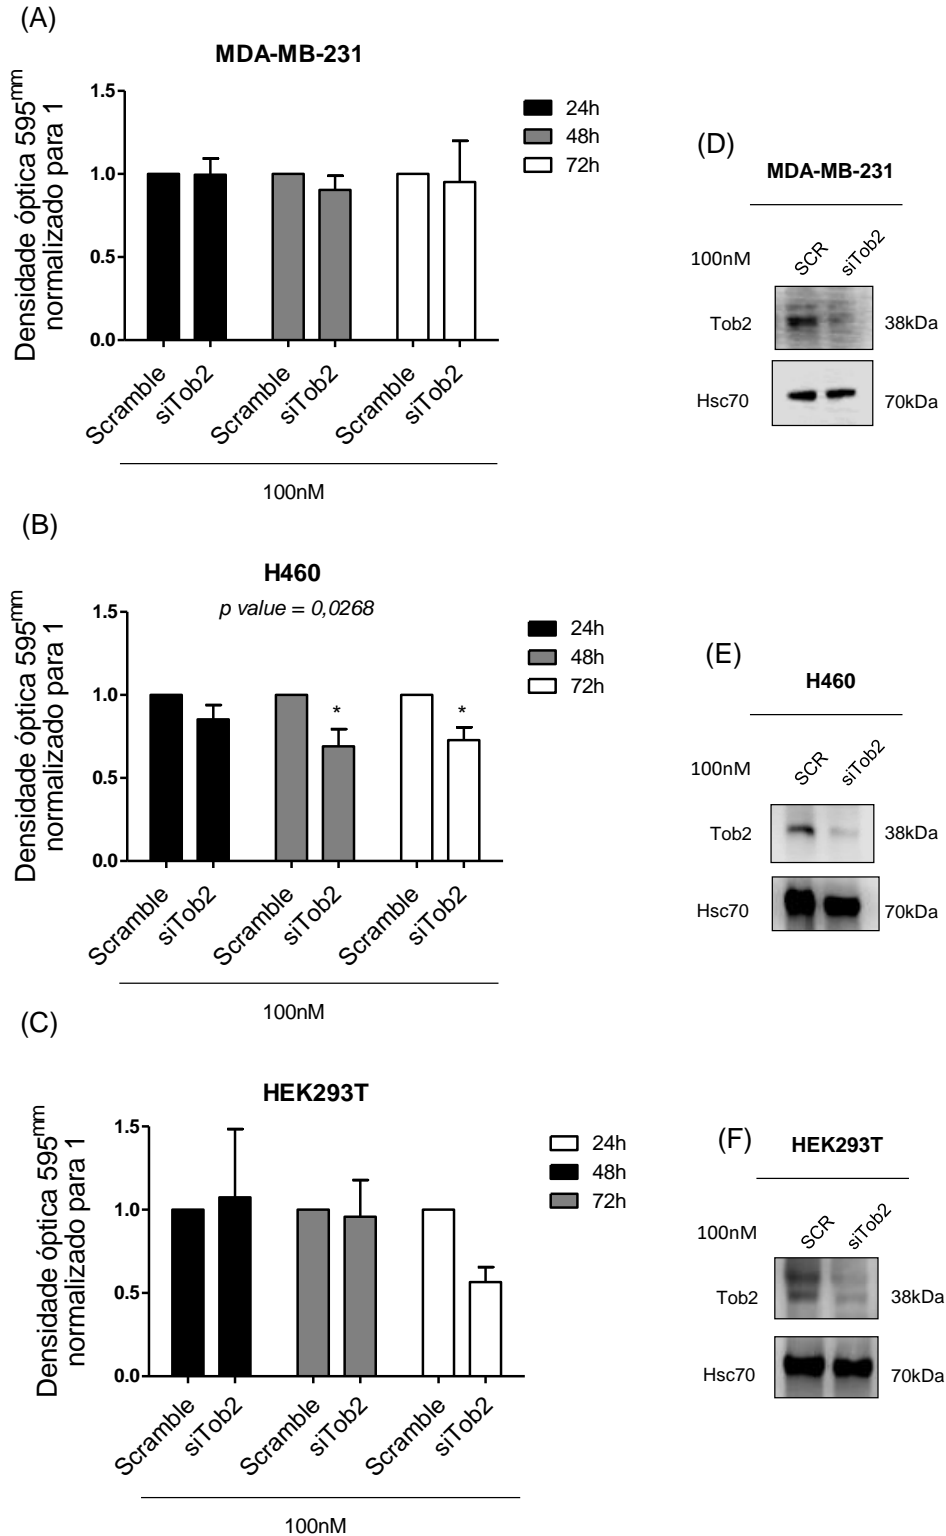 (A)
MDA-MB-231
Densidade óptica 595mm
normalizado para 1
1.5
1.0
0.5
0.0
24h
48h
72h
Scramble
siTob2
Scramble
siTob2
Scramble
siTob2
100nM
(D)
MDA-MB-231
100nM
SCR
siTob2
Tob2
38kDa
Hsc70
70kDa
(B)
H460
p value = 0,0268
Densidade óptica 595mm
normalizado para 1
1.5
1.0
0.5
0.0
*
*
24h
48h
72h
Scramble
siTob2
Scramble
siTob2
Scramble
siTob2
100nM
(E)
H460
100nM
SCR
siTob2
Tob2
38kDa
Hsc70
70kDa
(C)
HEK293T
Densidade óptica 595mm
normalizado para 1
1.5
1.0
0.5
0.0
24h
48h
72h
Scramble
siTob2
Scramble
siTob2
Scramble
siTob2
100nM
(F)
HEK293T
100nM
SCR
siTob2
Tob2
38kDa
Hsc70
70kDa